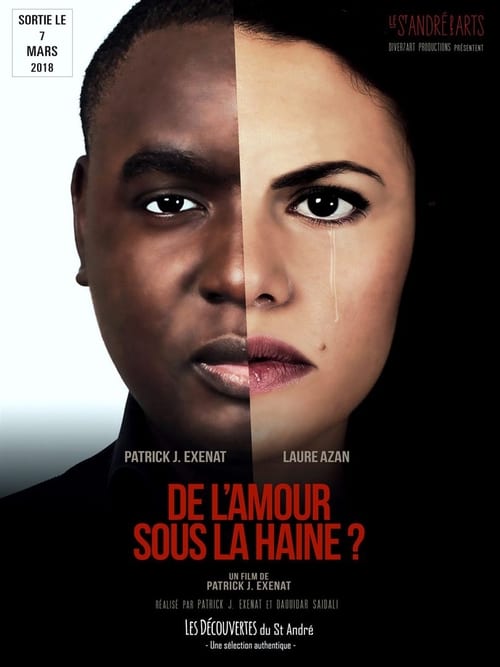 SORTIE LE
7
MARS
2018
LE ST ANDRÉ DES ARTS
DIVERT'ART PRODUCTIONS PRÉSENTENT
PATRICK J. EXENAT LAURE AZAN
DE L'AMOUR
SOUS LA HAINE ?
UN FILM DE
PATRICK J. EXENAT
RÉALISÉ PAR PATRICK J. EXENAT ET DAOUIDAR SAIDALI
LES DÉCOUVERTES du St André
- Une sélection authentique -